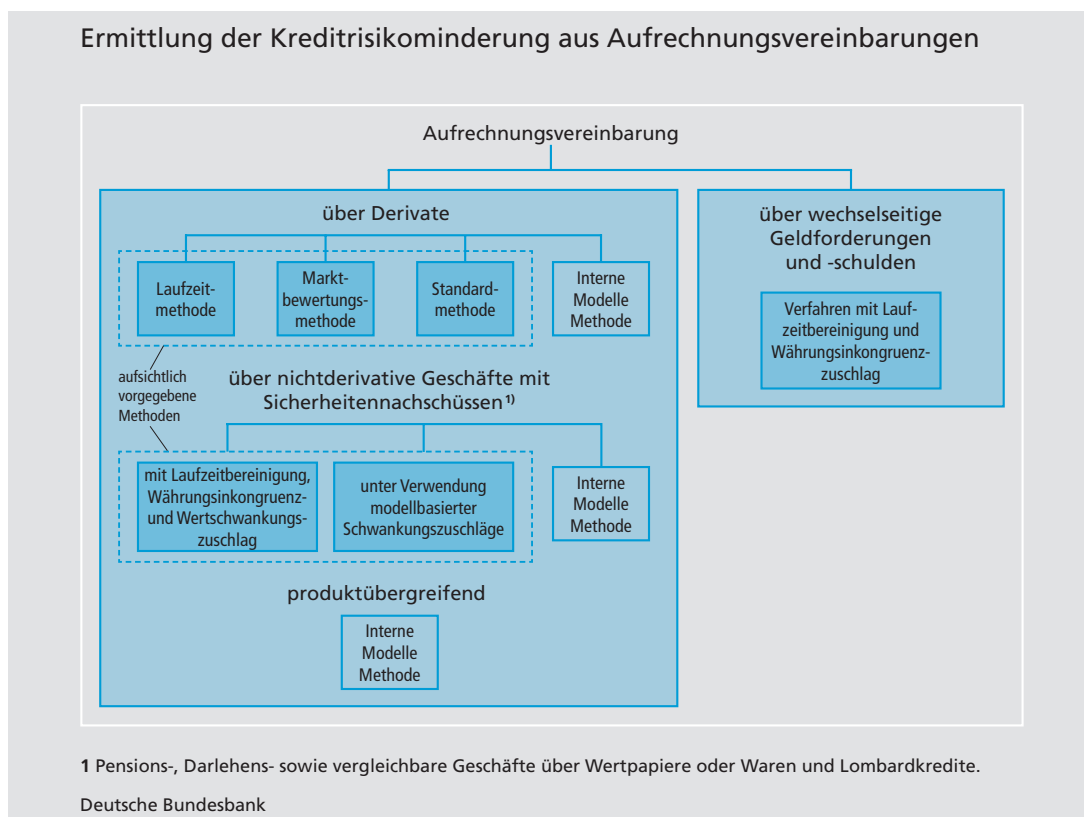 Ermittlung der Kreditrisikominderung aus Aufrechnungsvereinbarungen
Aufrechnungsvereinbarung
über Derivate
Laufzeit-
methode
Markt-
bewertungs-
methode
Standard-
methode
Interne
Modelle
Methode
aufsichtlich
vorgegebene
Methoden
über nichtderivative Geschäfte mit
Sicherheitennachschüssen1)
mit Laufzeitbereinigung,
Währungsinkongruenz-
und Wertschwankungs-
zuschlag
unter Verwendung
modellbasierter
Schwankungszuschläge
Interne
Modelle
Methode
produktübergreifend
Interne
Modelle
Methode
über wechselseitige
Geldforderungen
und -schulden
Verfahren mit Lauf-
zeitbereinigung und
Währungsinkongruenz-
zuschlag
1 Pensions-, Darlehens- sowie vergleichbare Geschäfte über Wertpapiere oder Waren und Lombardkredite.
Deutsche Bundesbank